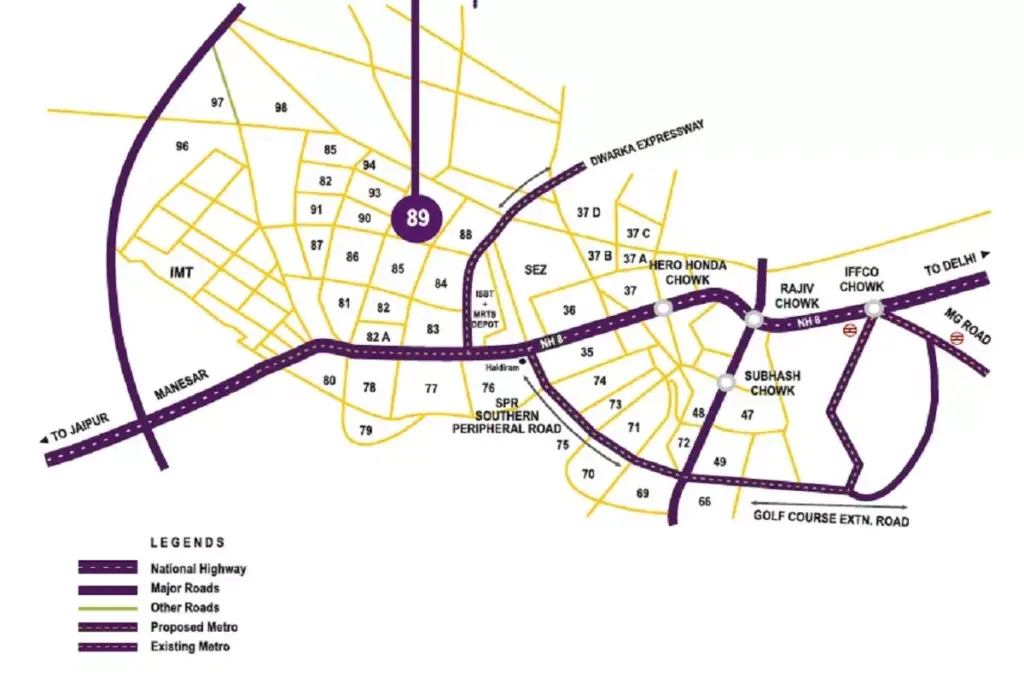 97
98
96
85
94
82
93
91
90
89
88
87
86
85
84
IMT
81
82
83
82 A
ISBT
+
MRTS
DEPOT
DWARKA EXPRESSWAY
37 D
37 C
37 B
37 A
SEZ
37
36
HERO HONDA
CHOWK
RAJIV
CHOWK
IFFCO
CHOWK
TO DELHI
MG ROAD
NH 8
NH 8
Haldiram
35
80
78
77
76
79
MANESAR
TO JAIPUR
SPR
SOUTHERN
PERIPHERAL ROAD
74
73
71
75
70
69
72
48
47
49
66
SUBHASH
CHOWK
GOLF COURSE EXTN. ROAD
LEGENDS
National Highway
Major Roads
Other Roads
Proposed Metro
Existing Metro